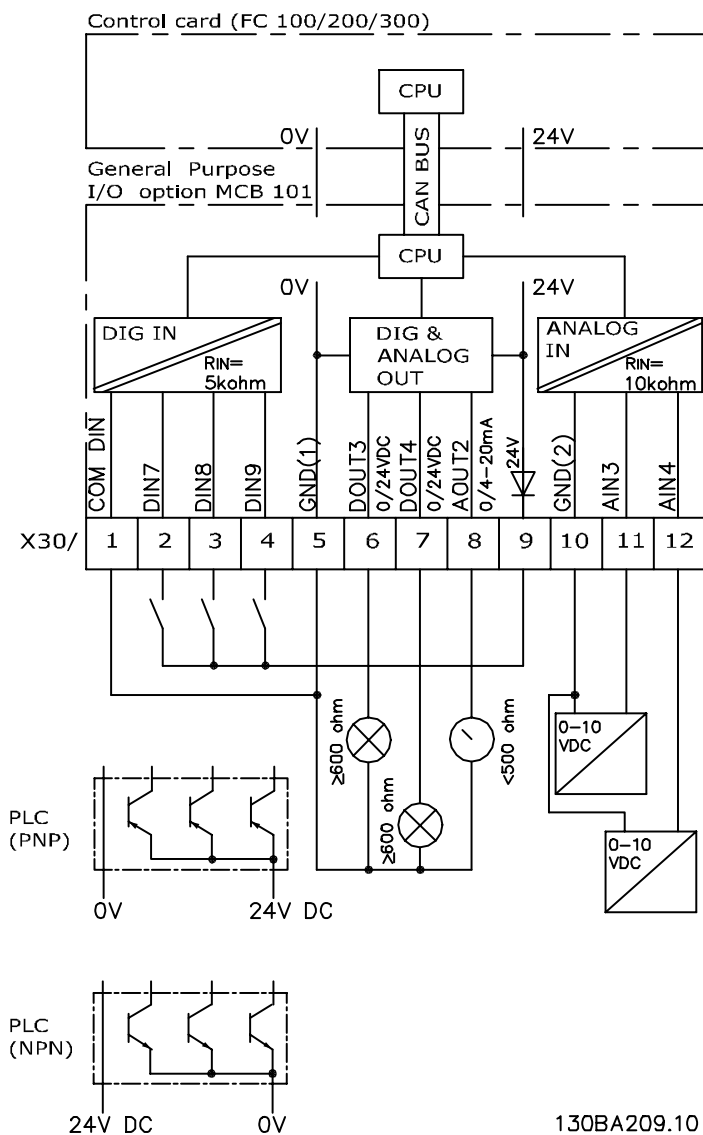 Control card (FC 100/200/300)
CPU
0V
24V
CAN BUS
General Purpose
I/O option MCB 101
CPU
0V
24V
DIG IN
RIN=
5kohm
DIG &
ANALOG
OUT
ANALOG
IN
RIN=
10kohm
COM DIN
DIN7
DIN8
DIN9
GND(1)
DOUT3
0/24VDC
DOUT4
0/24VDC
AOUT2
0/4-20mA
24V
GND(2)
AIN3
AIN4
X30/ 1 2 3 4 5 6 7 8 9 10 11 12
≥600 ohm
≥600 ohm
<500 ohm
0-10
VDC
0-10
VDC
PLC
(PNP)
0V 24V DC
PLC
(NPN)
24V DC 0V
130BA209.10